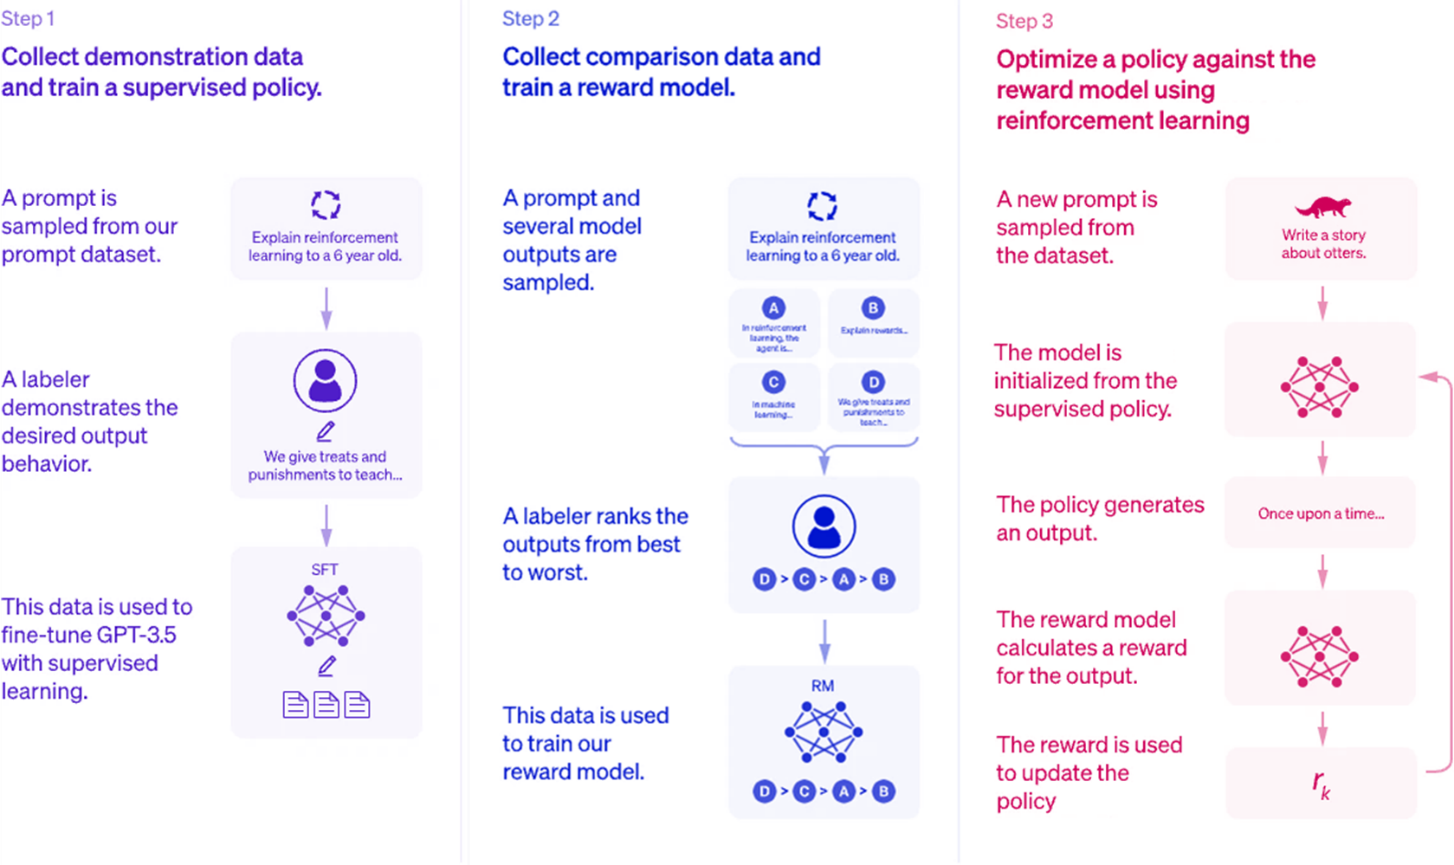 Step 1
Collect demonstration data
and train a supervised policy.
A prompt is
sampled from our
prompt dataset.
Explain reinforcement
learning to a 6 year old.
A labeler
demonstrates the
desired output
behavior.
We give treats and
punishments to teach...
This data is used to
fine-tune GPT-3.5
with supervised
learning.
SFT
Step 2
Collect comparison data and
train a reward model.
A prompt and
several model
outputs are
sampled.
Explain reinforcement
learning to a 6 year old.
A
In reinforcement
learning, the
agent is...
B
Explain rewards...
C
In machine
learning...
D
We give treats and
punishments to
teach...
A labeler ranks the
outputs from best
to worst.
D > C > A > B
This data is used
to train our
reward model.
RM
D > C > A > B
Step 3
Optimize a policy against the
reward model using
reinforcement learning
A new prompt is
sampled from
the dataset.
Write a story
about otters.
The model is
initialized from the
supervised policy.
The policy generates
an output.
Once upon a time...
The reward model
calculates a reward
for the output.
The reward is used
to update the
policy
rk